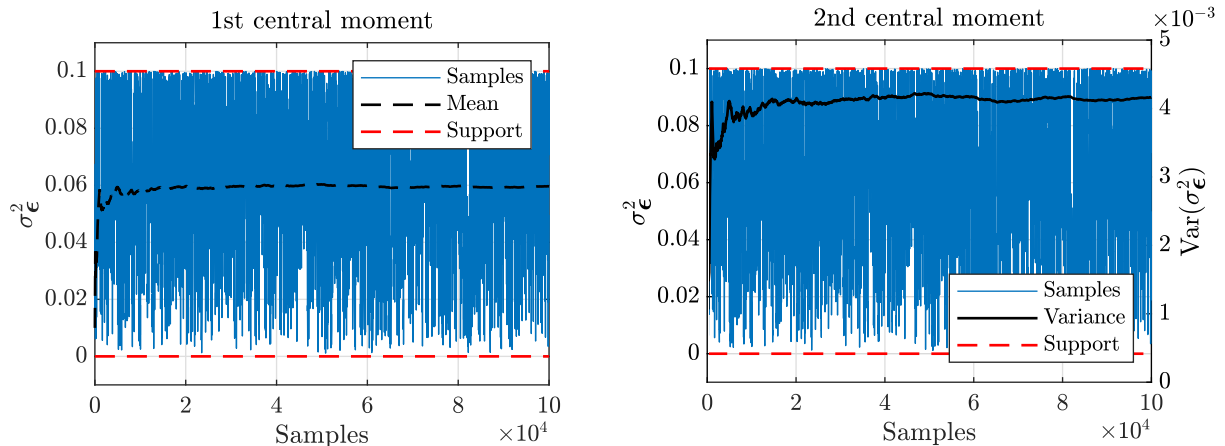 1st central moment
0.1
0.08
0.06
0.04
0.02
0
σ²_ϵ
Samples
Mean
Support
0 2 4 6 8 10
Samples
×10⁴
2nd central moment
×10⁻³
0.1
0.08
0.06
0.04
0.02
0
σ²_ϵ
5
4
3
2
1
0
Var(σ²_ϵ)
Samples
Variance
Support
0 2 4 6 8 10
Samples
×10⁴